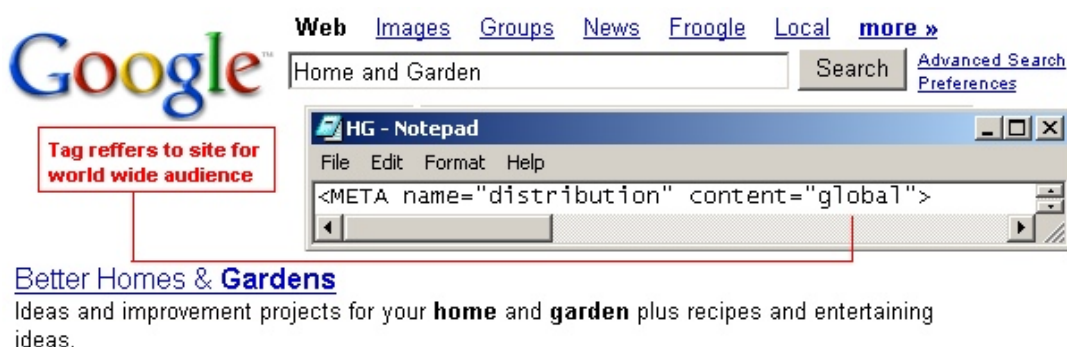 Web Images Groups News Froogle Local more »
Google™
Home and Garden Search Advanced Search
Preferences
HG - Notepad
Tag reffers to site for
world wide audience
File Edit Format Help
<META name="distribution" content="global">
Better Homes & Gardens
Ideas and improvement projects for your home and garden plus recipes and entertaining
ideas.